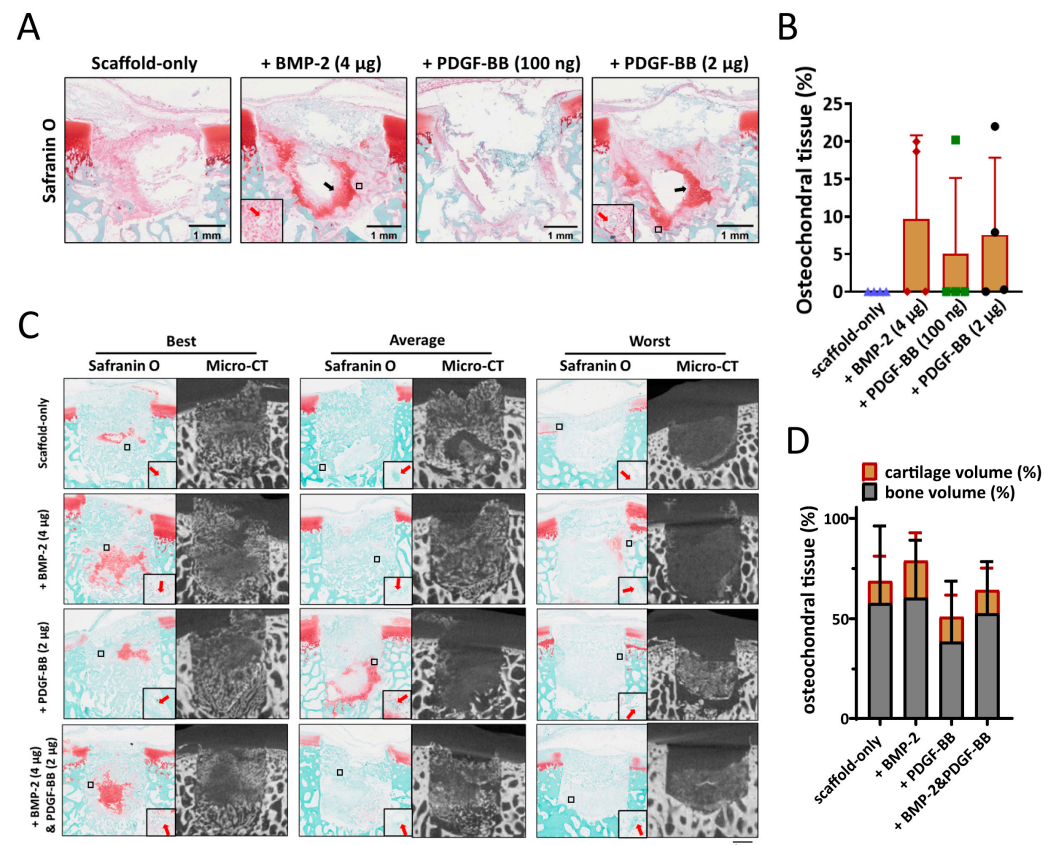 A
Scaffold-only
+ BMP-2 (4 µg)
+ PDGF-BB (100 ng)
+ PDGF-BB (2 µg)
Safranin O
1 mm
1 mm
1 mm
1 mm
B
Osteochondral tissue (%)
25
20
15
10
5
0
scaffold-only
+ BMP-2 (4 µg)
+ PDGF-BB (100 ng)
+ PDGF-BB (2 µg)
C
Best
Average
Worst
Safranin O
Micro-CT
Safranin O
Micro-CT
Safranin O
Micro-CT
Scaffold-only
+ BMP-2 (4 µg)
+ PDGF-BB (2 µg)
+ BMP-2 (4 µg)
& PDGF-BB (2 µg)
D
cartilage volume (%)
bone volume (%)
osteochondral tissue (%)
100
50
0
scaffold-only
+ BMP-2
+ PDGF-BB
+ BMP-2&PDGF-BB